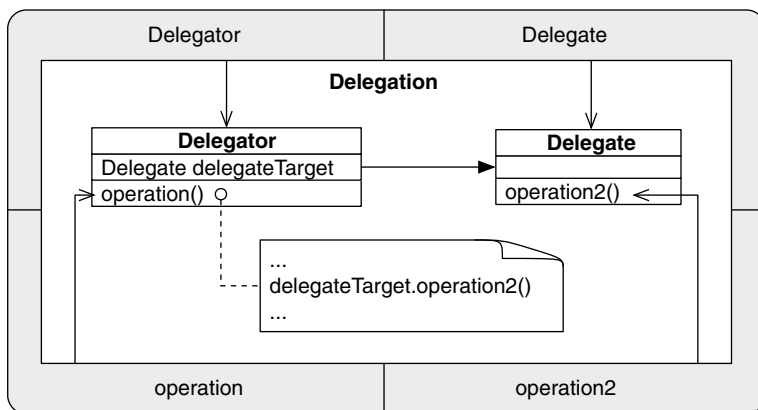 Delegator
Delegate
Delegation
Delegator
Delegate
Delegate delegateTarget
operation()
operation2()
...
delegateTarget.operation2()
...
operation
operation2